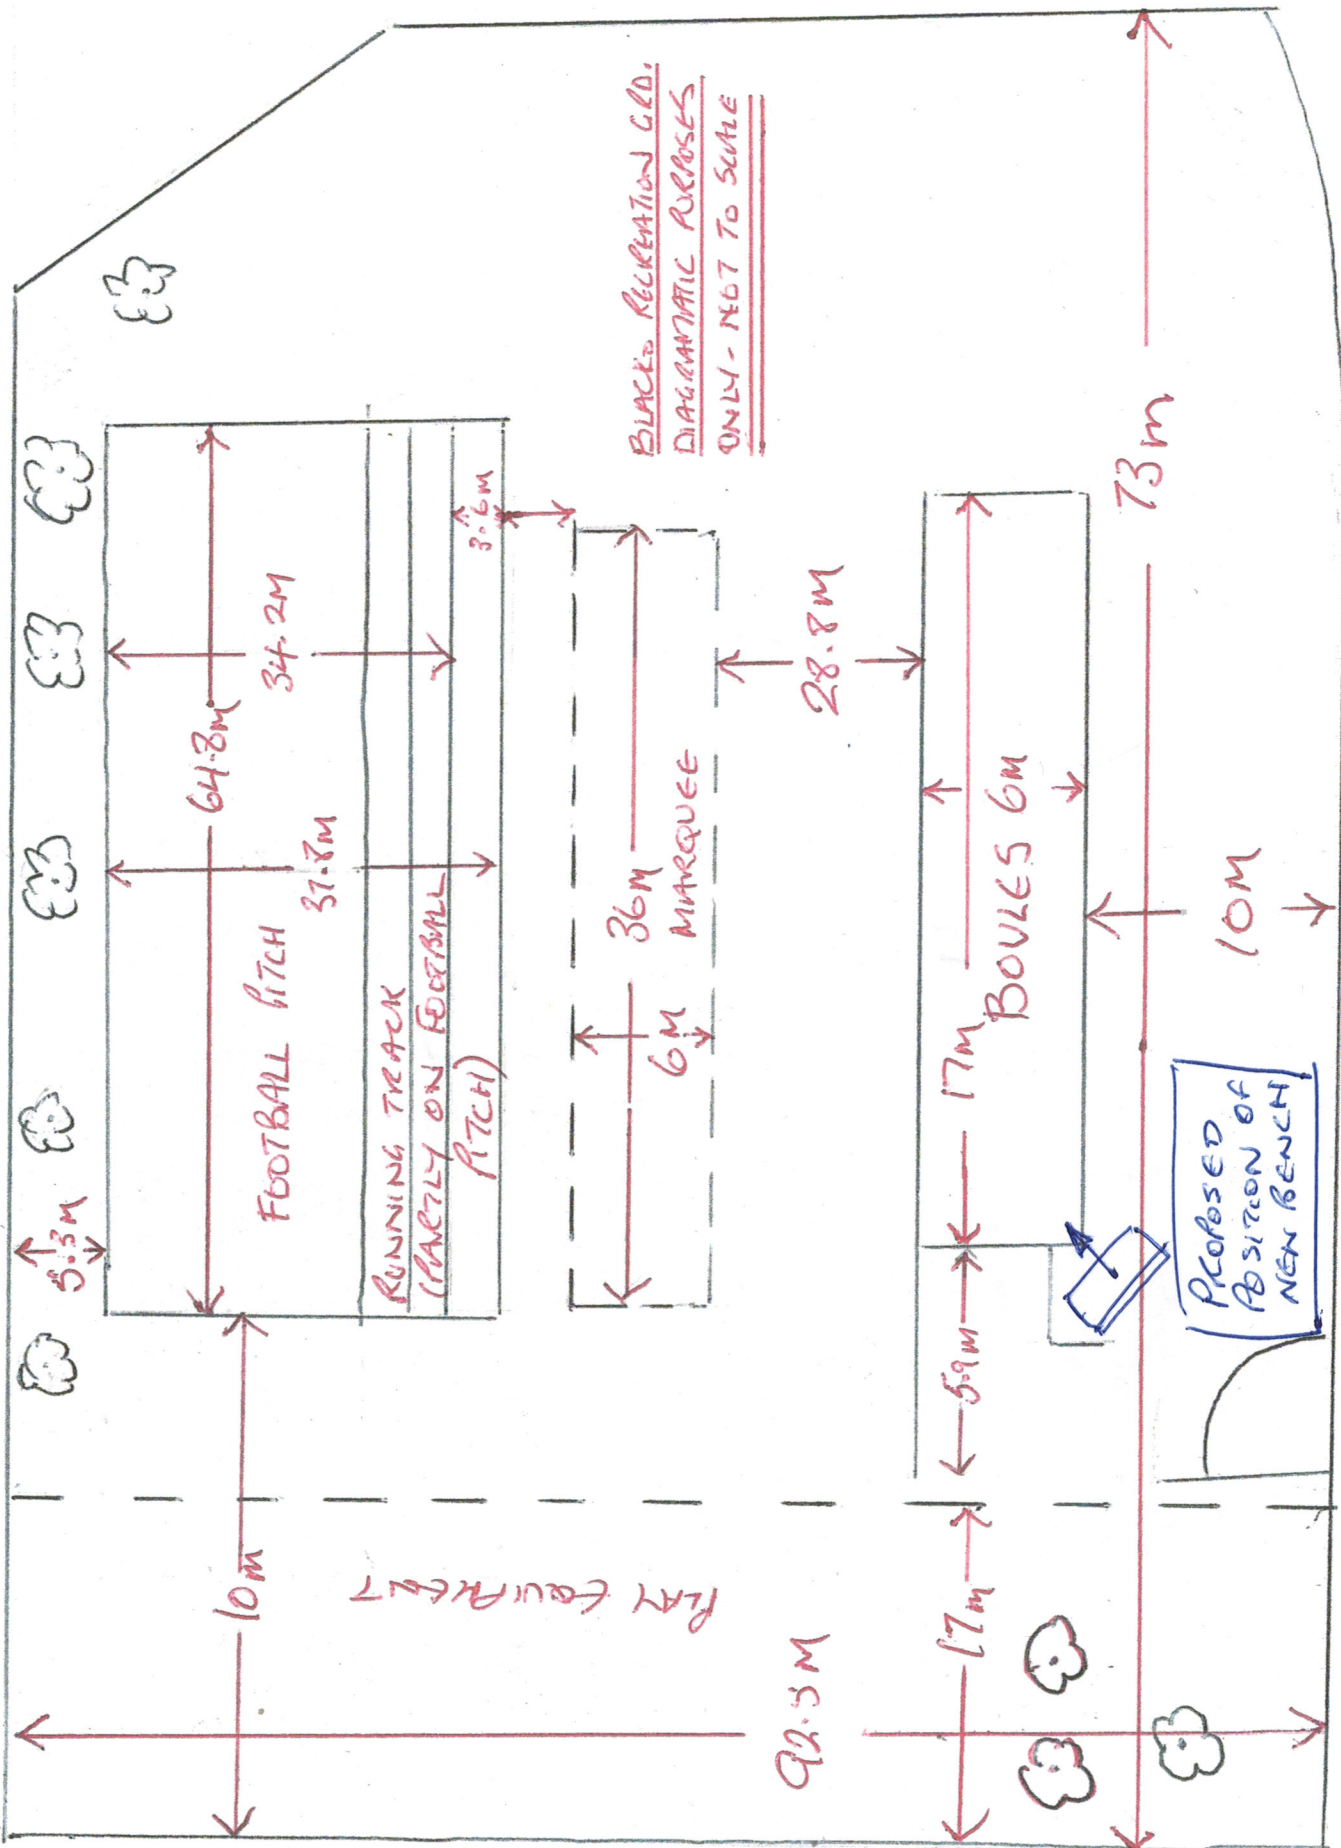 BLACKO RECREATION GRD.
DIAGRAMATIC PURPOSES
ONLY - NOT TO SCALE
5.3M
64.8M
34.2M
37.8M
FOOTBALL PITCH
RUNNING TRACK
(PARTLY ON FOOTBALL
PITCH)
3.6M
36M
MARQUEE
6M
28.8M
17m
BOULES 6M
5.9m
73m
10M
PROPOSED
POSITION OF
NEW BENCH
10m
PLAY EQUIPMENT
17m
92.5M